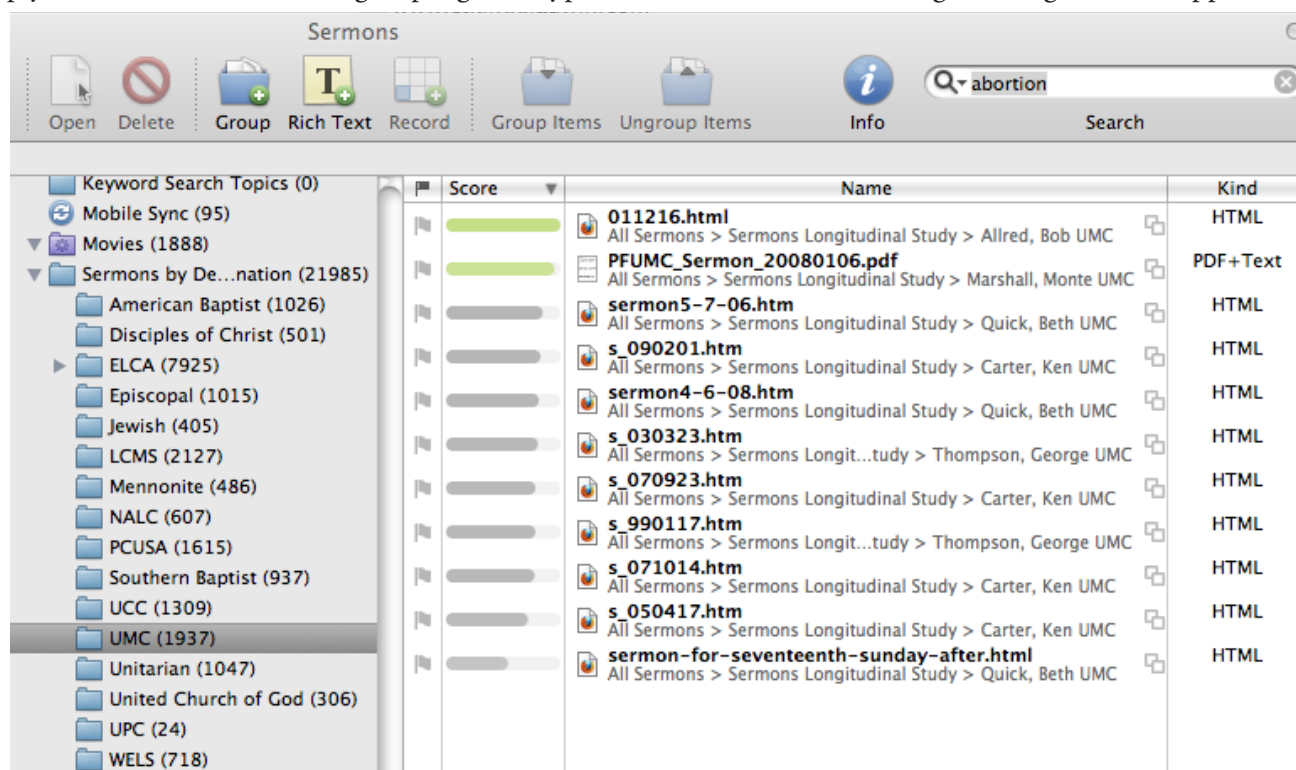 Sermons
Open Delete Group Rich Text Record Group Items Ungroup Items Info Search
abortion
Keyword Search Topics (0)
Mobile Sync (95)
Movies (1888)
Sermons by De...nation (21985)
American Baptist (1026)
Disciples of Christ (501)
ELCA (7925)
Episcopal (1015)
Jewish (405)
LCMS (2127)
Mennonite (486)
NALC (607)
PCUSA (1615)
Southern Baptist (937)
UCC (1309)
UMC (1937)
Unitarian (1047)
United Church of God (306)
UPC (24)
WELS (718)
Score Name Kind
011216.html HTML
All Sermons > Sermons Longitudinal Study > Allred, Bob UMC
PFUMC_Sermon_20080106.pdf PDF+Text
All Sermons > Sermons Longitudinal Study > Marshall, Monte UMC
sermon5-7-06.htm HTML
All Sermons > Sermons Longitudinal Study > Quick, Beth UMC
s_090201.htm HTML
All Sermons > Sermons Longitudinal Study > Carter, Ken UMC
sermon4-6-08.htm HTML
All Sermons > Sermons Longitudinal Study > Quick, Beth UMC
s_030323.htm HTML
All Sermons > Sermons Longit...tudy > Thompson, George UMC
s_070923.htm HTML
All Sermons > Sermons Longitudinal Study > Carter, Ken UMC
s_990117.htm HTML
All Sermons > Sermons Longit...tudy > Thompson, George UMC
s_071014.htm HTML
All Sermons > Sermons Longitudinal Study > Carter, Ken UMC
s_050417.htm HTML
All Sermons > Sermons Longitudinal Study > Carter, Ken UMC
sermon-for-seventeenth-sunday-after.html HTML
All Sermons > Sermons Longitudinal Study > Quick, Beth UMC